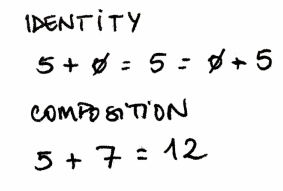 IDENTITY
5 + ø = 5 = ø + 5
COMPOSITION
5 + 7 = 12